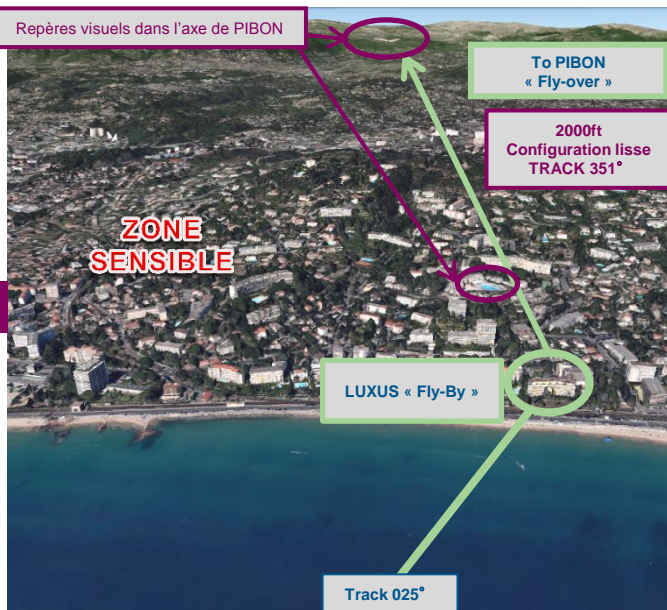 Repères visuels dans l'axe de PIBON
To PIBON
« Fly-over »
2000ft
Configuration lisse
TRACK 351°
ZONE
SENSIBLE
LUXUS « Fly-By »
Track 025°